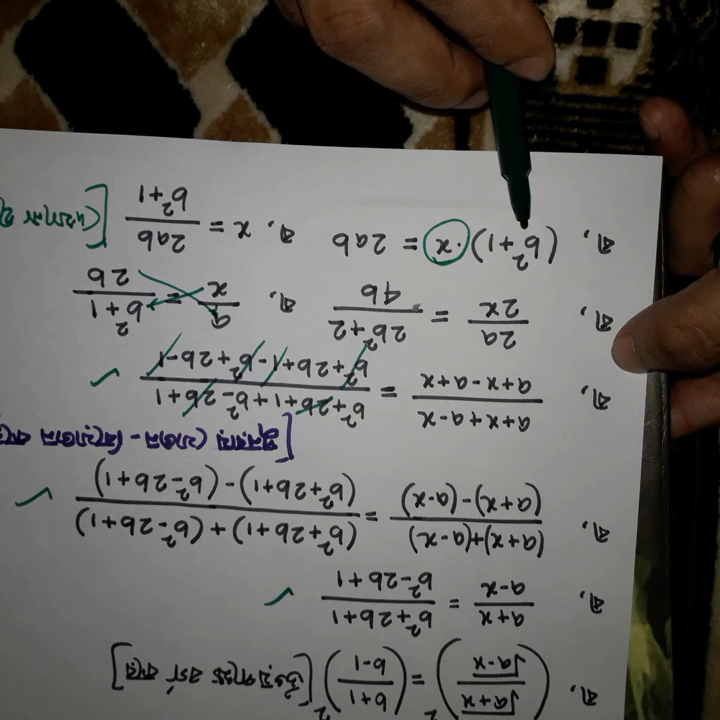 বা, (√a+x / √a-x)² = (b+1 / b-1)² [উভয়পক্ষকে বর্গ করে]
বা, a+x / a-x = b²+2b+1 / b²-2b+1 ✓
বা, (a+x)+(a-x) / (a+x)-(a-x) = (b²+2b+1)+(b²-2b+1) / (b²+2b+1)-(b²-2b+1) ✓
[পুনরায় যোজন-বিয়োজন করে
বা, a+x+a-x / a+x-a+x = b²+2b+1+b²-2b+1 / b²+2b+1-b²+2b-1 ✓
বা, 2a / 2x = 2b²+2 / 4b বা, a / x = b²+1 / 2b
বা, (b²+1)·x = 2ab বা, x = 2ab / b²+1